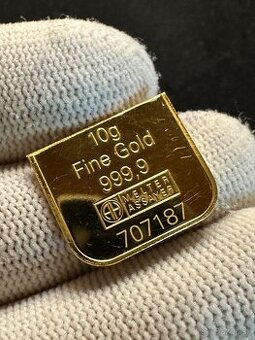 10g
Fine Gold
999,9
MELTER
ASSAYER
707187